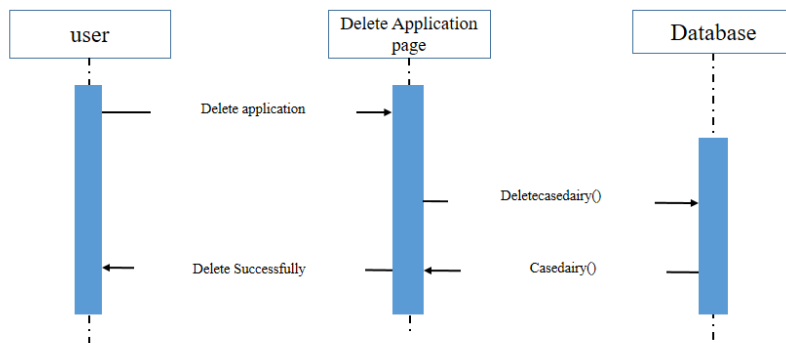 user
Delete Application
page
Database
Delete application
Deletecasedairy()
Delete Successfully
Casedairy()